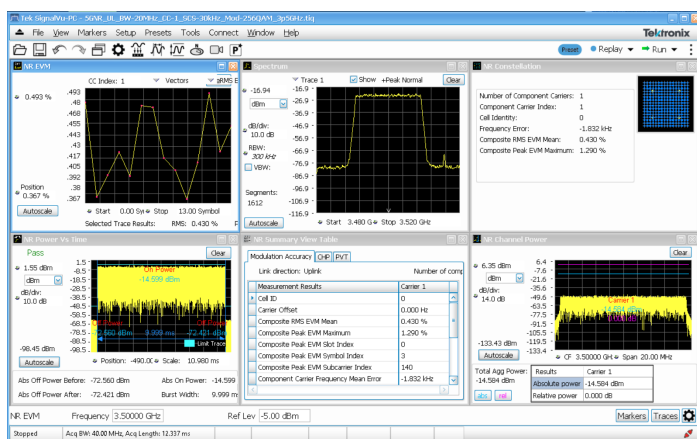 Tek SignalVu-PC - 5GNR_UL_BW-20MHz_CC-1_SCS-30kHz_Mod-256QAM_3p5GHz.tiq
File View Markers Setup Presets Tools Connect Window Help
Tektronix
Preset Replay Run
NR EVM
CC Index: 1 Vectors
0.493 %
.493
.48
.468
.455
.443
.43
.417
.405
.392
.38
.367
Position
0.367 %
Autoscale
Start 0.00 Stop 13.00 Symbol
Selected Trace Results: RMS: 0.430 %
Spectrum
Trace 1 Show +Peak Normal Clear
-16.94
dBm
dB/div:
10.0 dB
RBW:
300 kHz
VBW:
Segments:
1612
Autoscale
-16.9
-26.9
-36.9
-46.9
-56.9
-66.9
-76.9
-86.9
-96.9
-106.9
-116.9
Start 3.480 G Stop 3.520 GHz
NR Constellation
Number of Component Carriers: 1
Component Carrier Index: 1
Cell Identity: 0
Frequency Error: -1.832 kHz
Composite RMS EVM Mean: 0.430 %
Composite Peak EVM Maximum: 1.290 %
NR Power Vs Time
Pass Clear
1.55 dBm
dBm
dB/div:
10.0 dB
-98.45 dBm
Autoscale
1.5
-8.5
-18.5
-28.5
-38.5
-48.5
-58.5
-68.5
-78.5
-88.5
-98.5
On Power
-14.599 dBm
9.999 ms
-72.421 dBm
Limit Trace
Position: -490.0 Scale: 10.980 ms
Abs Off Power Before: -72.560 dBm Abs On Power: -14.599
Abs Off Power After: -72.421 dBm Burst Width: 9.999 m
NR Summary View Table
Modulation Accuracy CHP PVT
Link direction: Uplink Number of comp
Measurement Results Carrier 1
Cell ID 0
Carrier Offset 0.000 Hz
Composite RMS EVM Mean 0.430 %
Composite Peak EVM Maximum 1.290 %
Composite Peak EVM Slot Index 0
Composite Peak EVM Symbol Index 3
Composite Peak EVM Subcarrier Index 140
Component Carrier Frequency Mean Error -1.832 kHz
NR Channel Power
Clear
6.35 dBm
dBm
dB/div:
14.0 dB
-133.43 dBm
Autoscale
6.4
-7.6
-21.6
-35.6
-49.6
-63.5
-77.5
-91.5
-105.5
-119.5
-133.4
Carrier 1
CF 3.50000 GHz Span 20.00 MHz
Total Agg Power:
-14.584 dBm
abs rel
Results Carrier 1
Absolute power -14.584 dBm
Relative power 0.000 dB
NR EVM Frequency 3.50000 GHz Ref Lev -5.00 dBm Markers Traces
Stopped Acq BW: 40.00 MHz, Acq Length: 12.337 ms